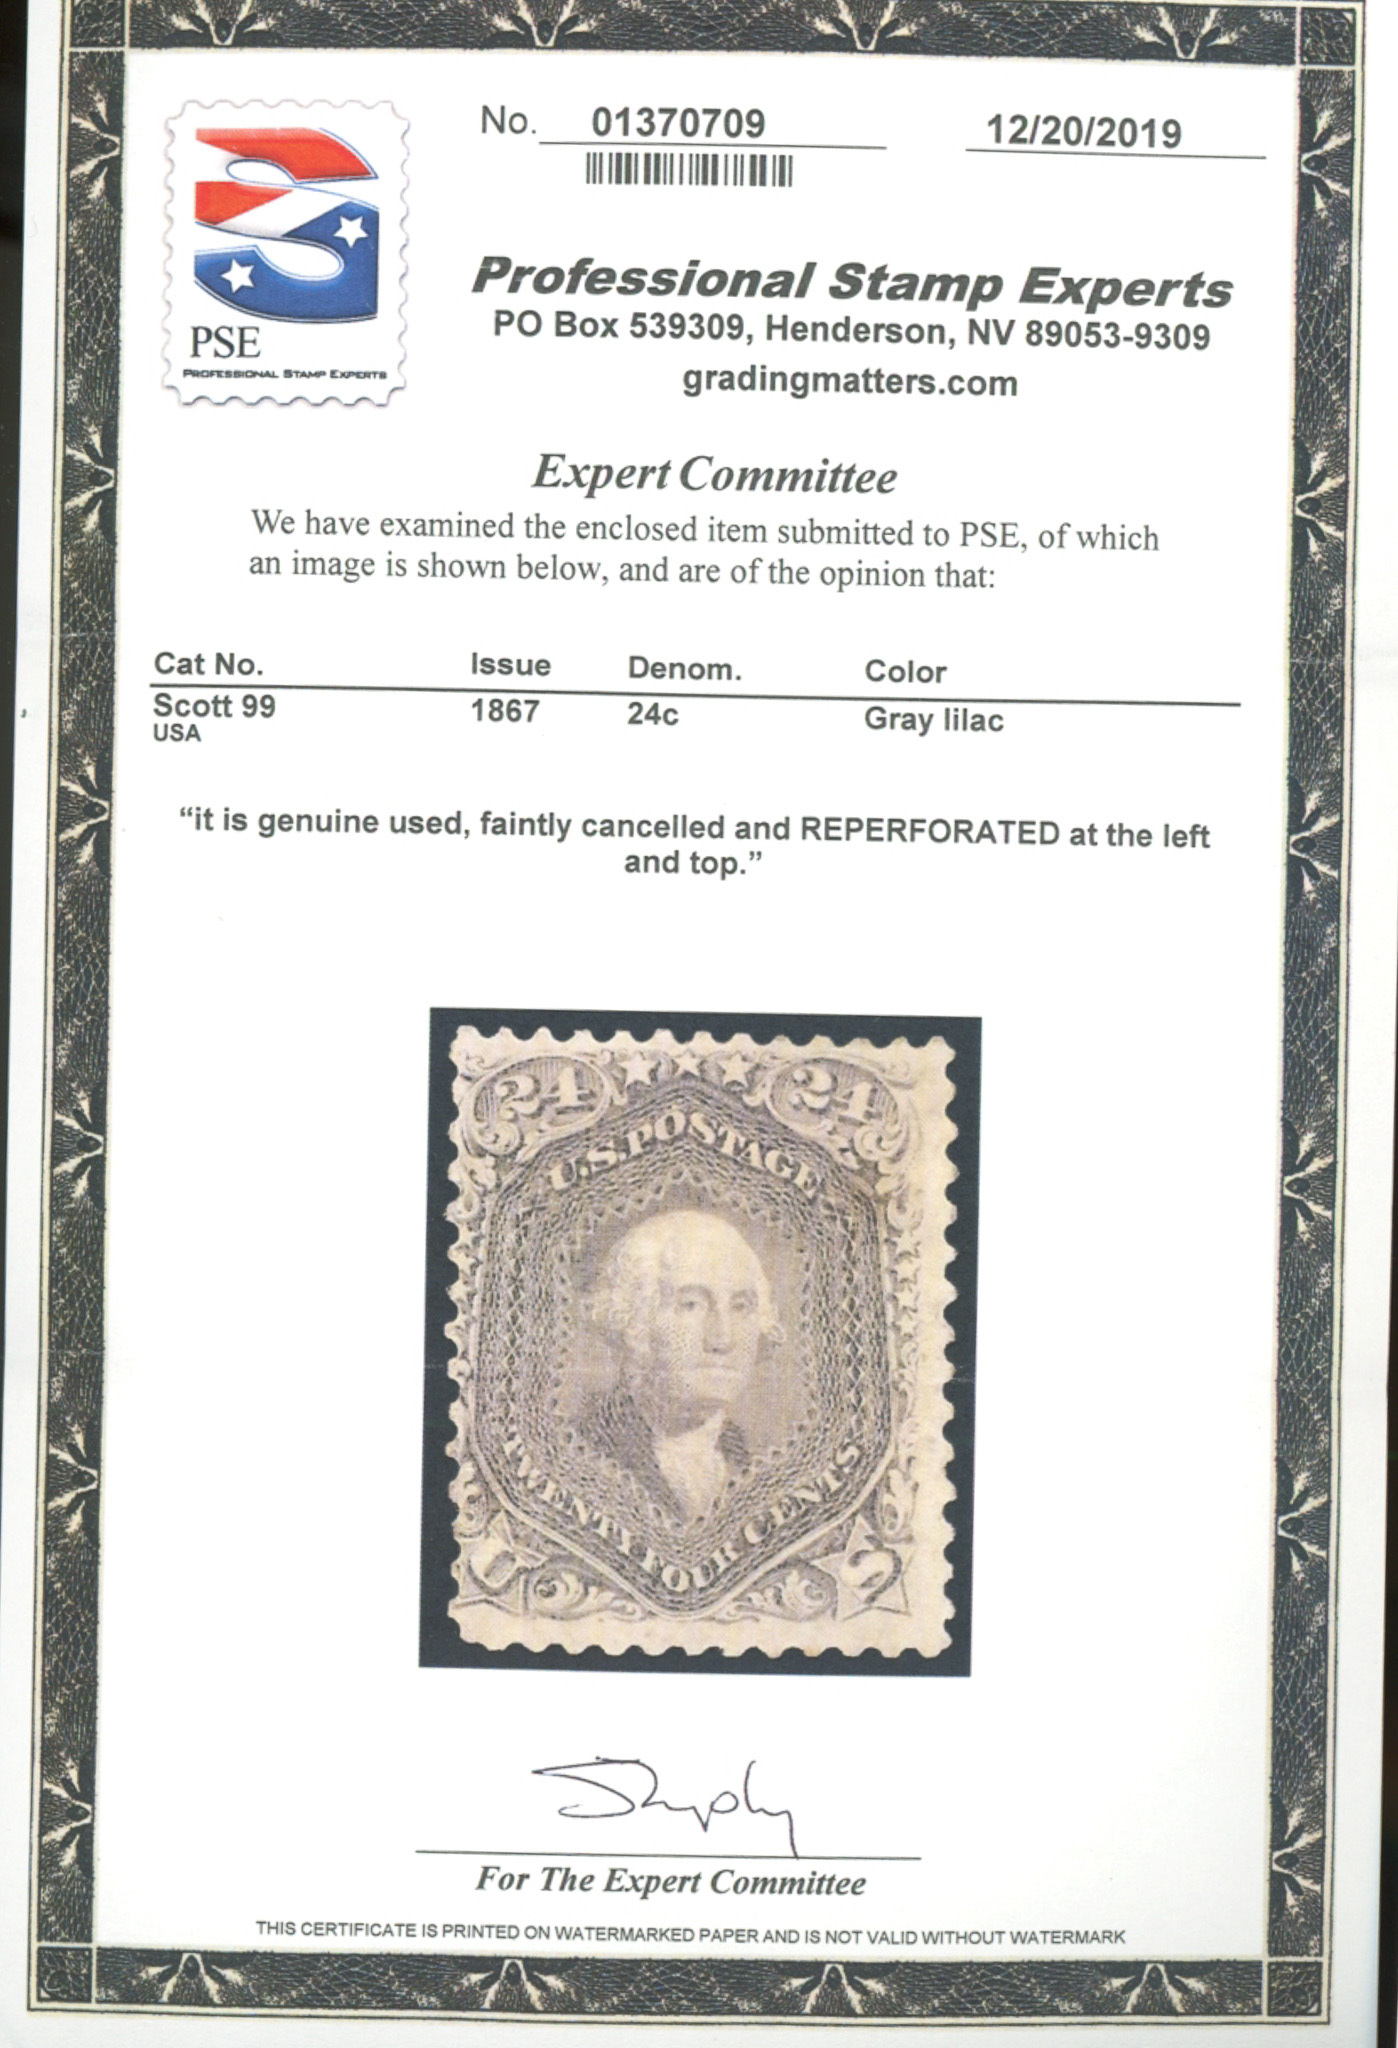 No. 01370709
12/20/2019
PSE
PROFESSIONAL STAMP EXPERTS
Professional Stamp Experts
PO Box 539309, Henderson, NV 89053-9309
gradingmatters.com
Expert Committee
We have examined the enclosed item submitted to PSE, of which
an image is shown below, and are of the opinion that:
Cat No. Issue Denom. Color
Scott 99 1867 24c Gray lilac
USA
“it is genuine used, faintly cancelled and REPERFORATED at the left
and top.”
24 24
U.S. POSTAGE
TWENTY FOUR CENTS
U S
For The Expert Committee
THIS CERTIFICATE IS PRINTED ON WATERMARKED PAPER AND IS NOT VALID WITHOUT WATERMARK